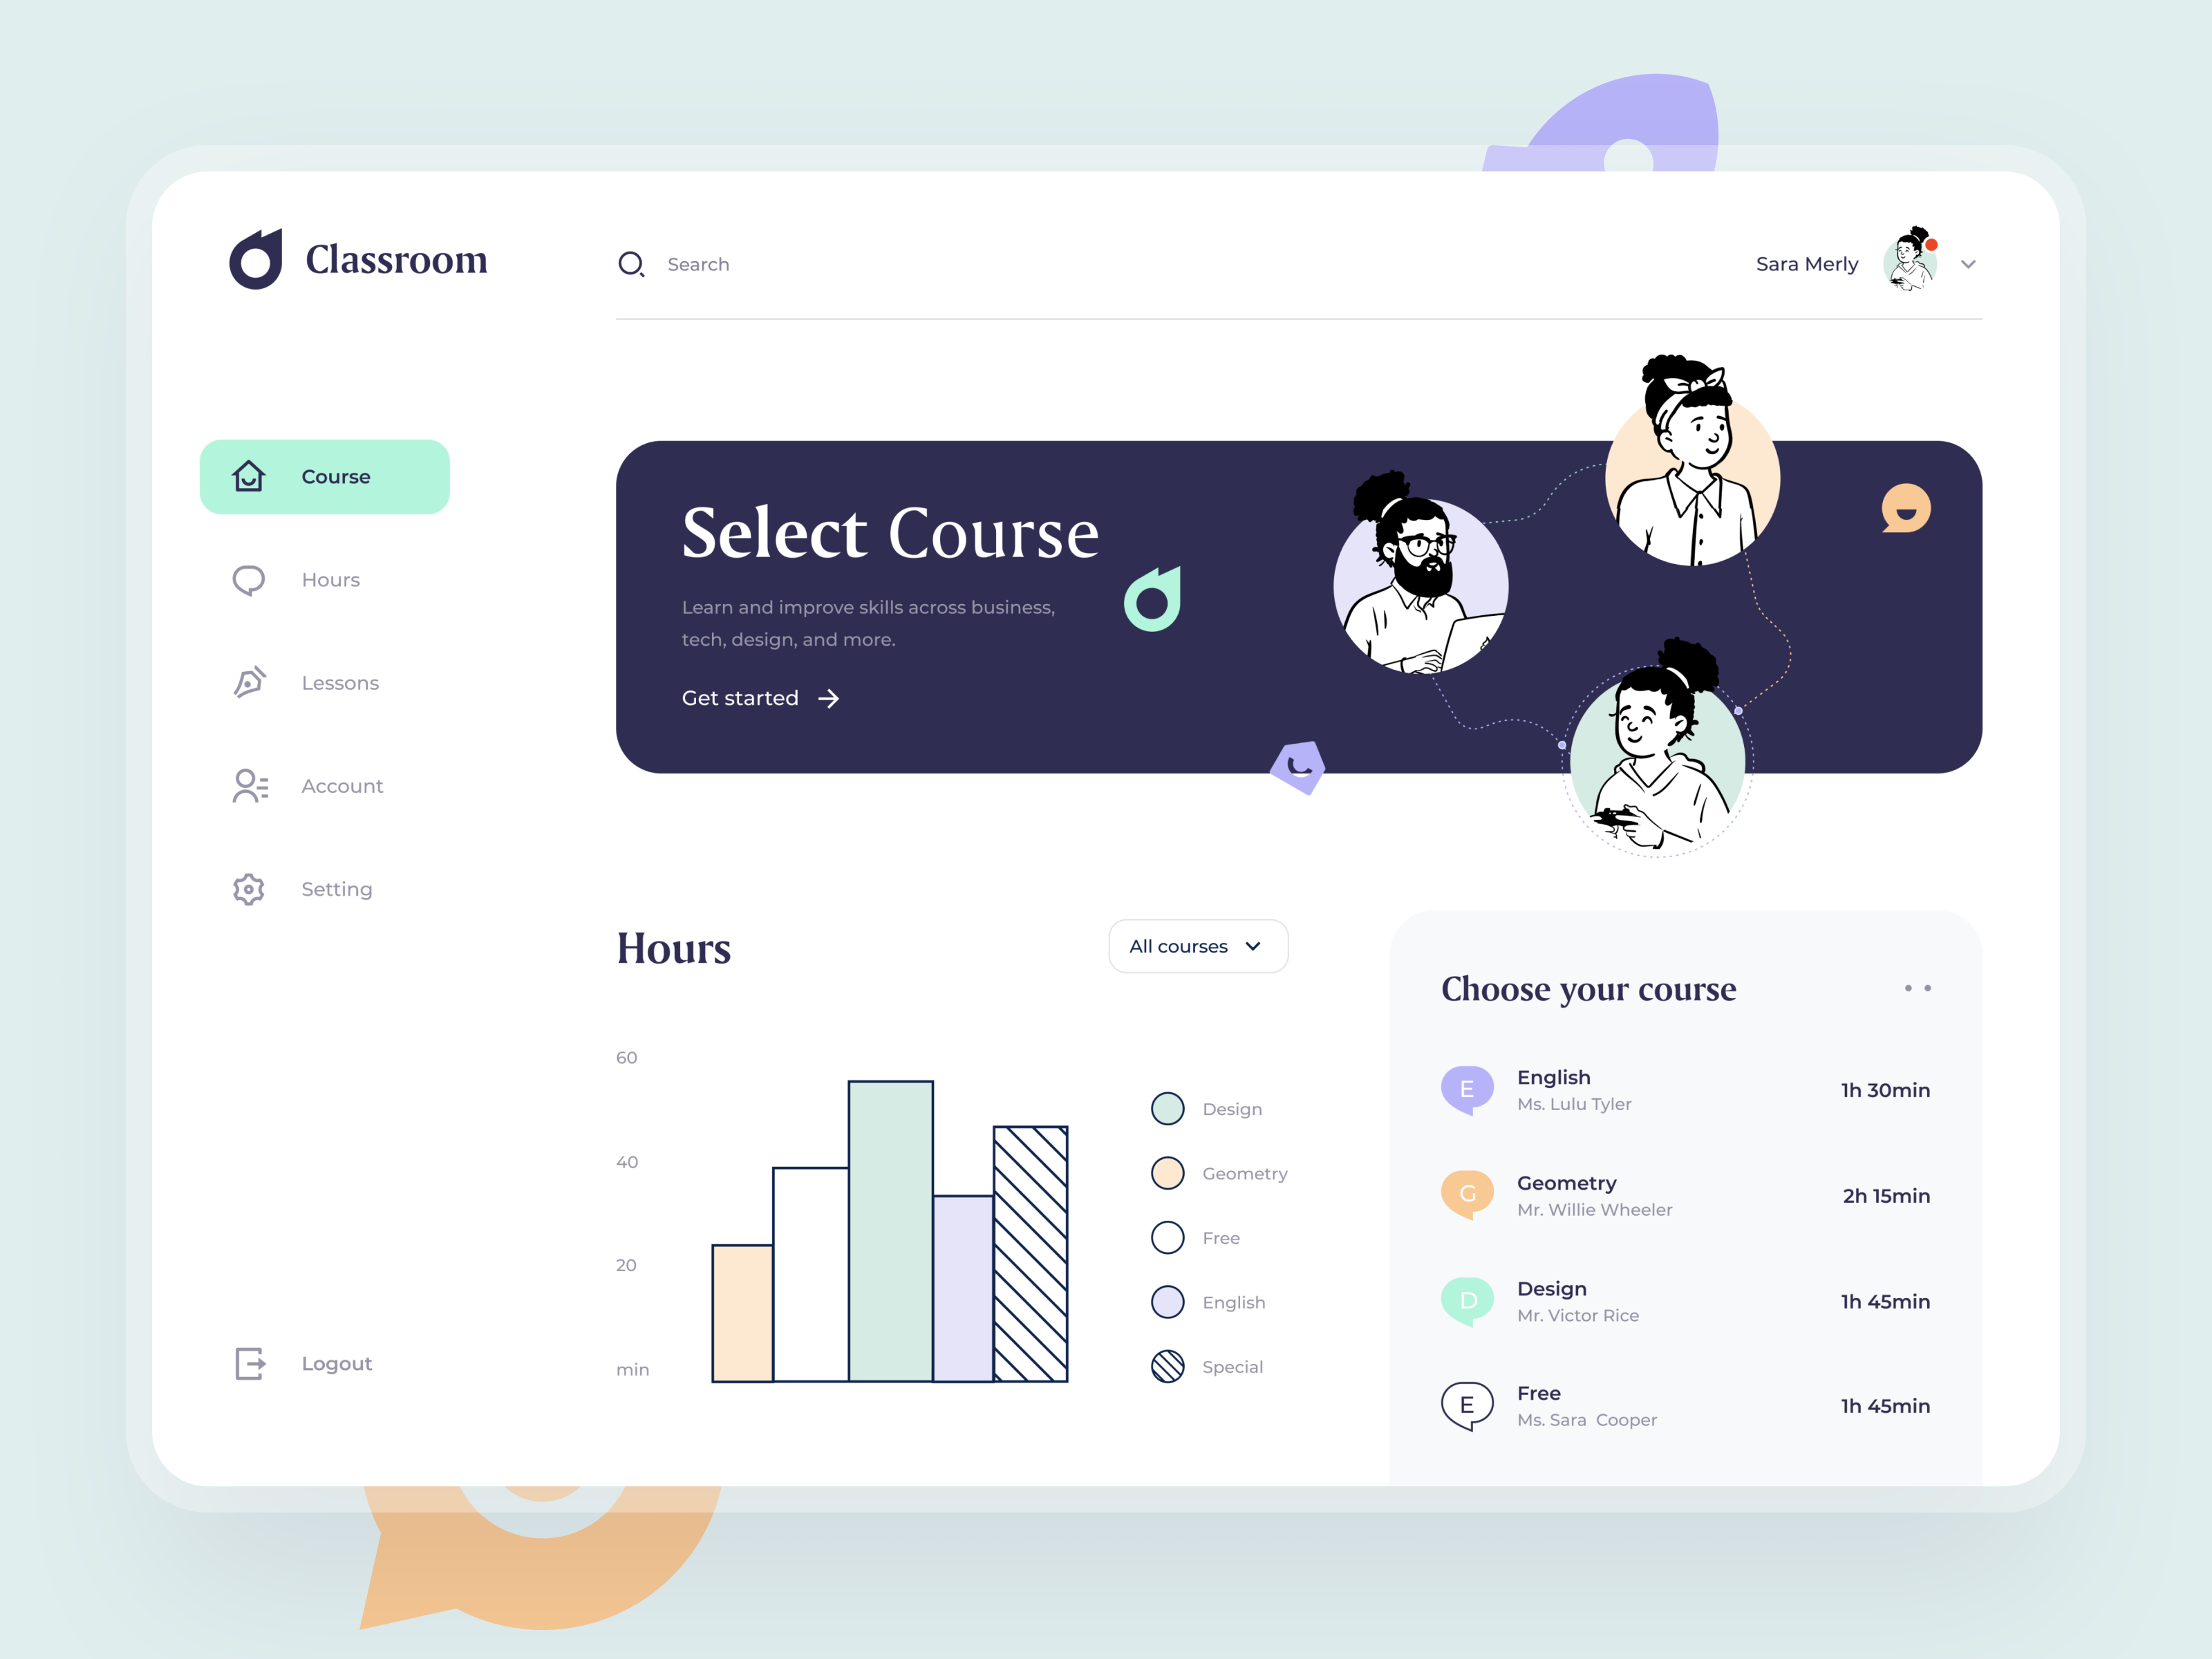 Classroom
Search
Sara Merly
Course
Hours
Lessons
Account
Setting
Logout
Select Course
Learn and improve skills across business,
tech, design, and more.
Get started
Hours
All courses
60
40
20
min
Design
Geometry
Free
English
Special
Choose your course
E
English
Ms. Lulu Tyler
1h 30min
G
Geometry
Mr. Willie Wheeler
2h 15min
D
Design
Mr. Victor Rice
1h 45min
E
Free
Ms. Sara  Cooper
1h 45min